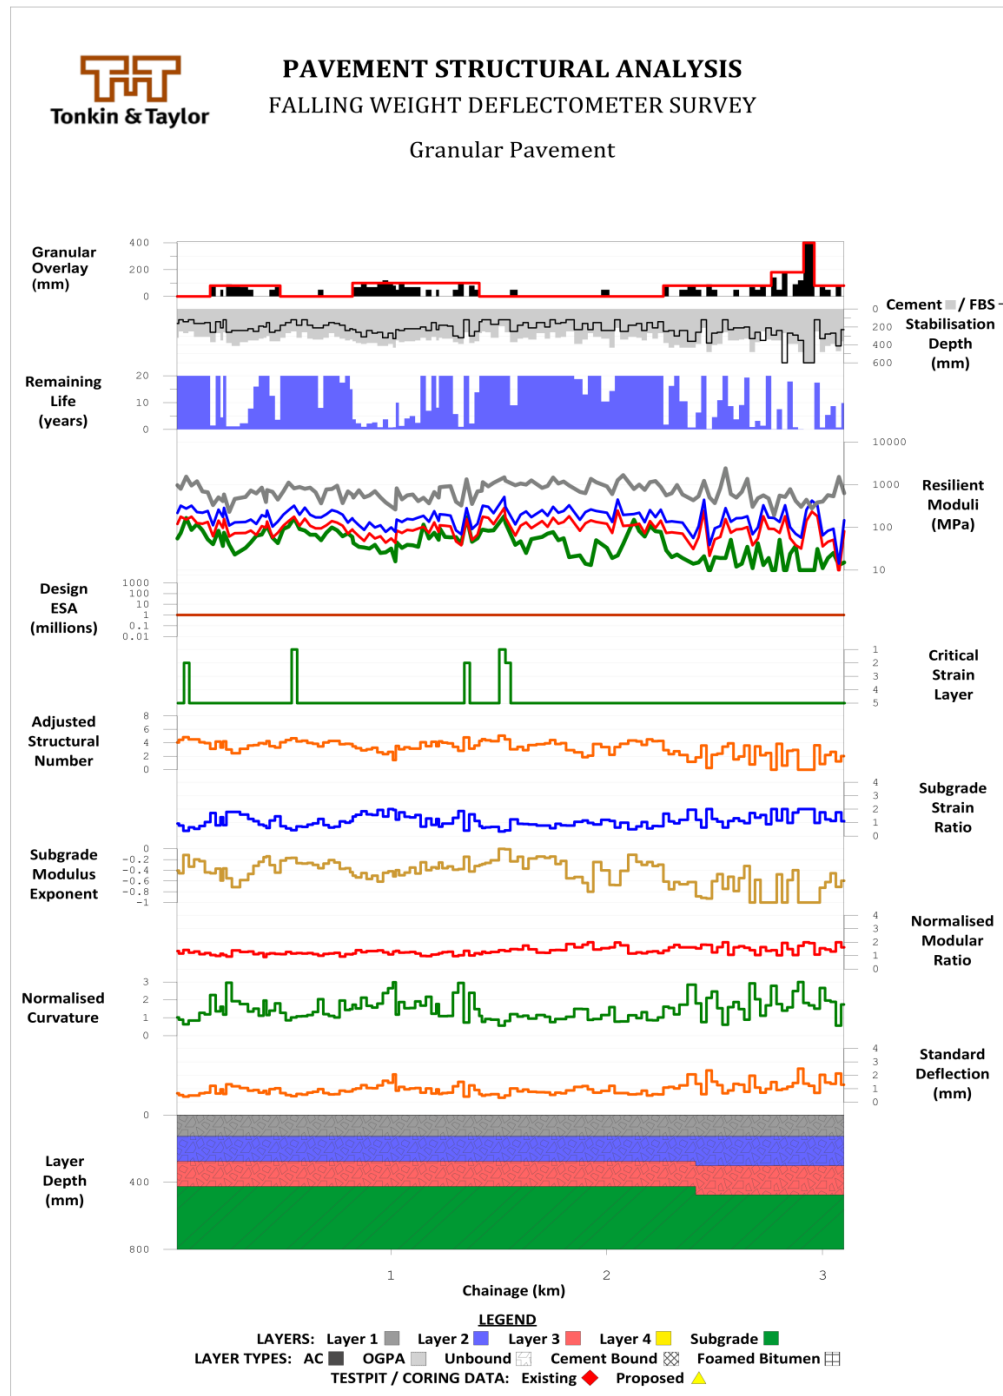 PAVEMENT STRUCTURAL ANALYSIS
Tonkin & Taylor
FALLING WEIGHT DEFLECTOMETER SURVEY
Granular Pavement
Granular
Overlay
(mm)
400
200
0
Cement / FBS -
Stabilisation
Depth
(mm)
0
200
400
600
Remaining
Life
(years)
20
10
0
10000
1000
100
10
Resilient
Moduli
(MPa)
Design
ESA
(millions)
1000
100
10
1
0.1
0.01
1
2
3
4
5
Critical
Strain
Layer
Adjusted
Structural
Number
8
6
4
2
0
4
3
2
1
0
Subgrade
Strain
Ratio
Subgrade
Modulus
Exponent
0
-0.2
-0.4
-0.6
-0.8
-1
4
3
2
1
0
Normalised
Modular
Ratio
Normalised
Curvature
3
2
1
0
4
3
2
1
0
Standard
Deflection
(mm)
Layer
Depth
(mm)
0
400
800
1 2 3
Chainage (km)
LEGEND
LAYERS: Layer 1 Layer 2 Layer 3 Layer 4 Subgrade
LAYER TYPES: AC OGPA Unbound Cement Bound Foamed Bitumen
TESTPIT / CORING DATA: Existing Proposed